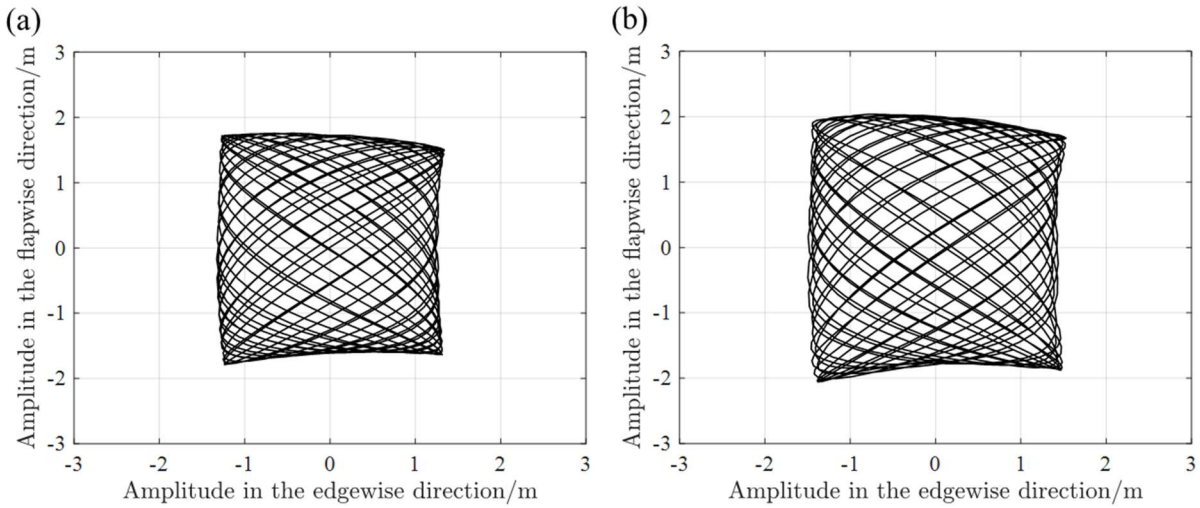 (a)
Amplitude in the flapwise direction/m
3
2
1
0
-1
-2
-3
-3 -2 -1 0 1 2 3
Amplitude in the edgewise direction/m
(b)
Amplitude in the flapwise direction/m
3
2
1
0
-1
-2
-3
-3 -2 -1 0 1 2 3
Amplitude in the edgewise direction/m